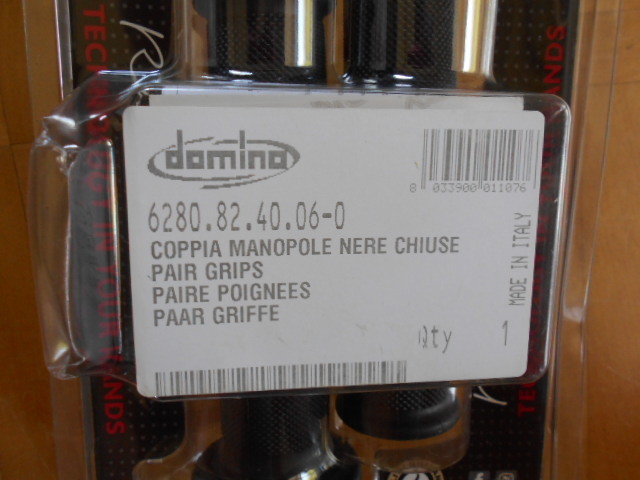 domino
6280.82.40.06-0
COPPIA MANOPOLE NERE CHIUSE
PAIR GRIPS
PAIRE POIGNEES
PAAR GRIFFE
Qty 1
8 033900 011076
MADE IN ITALY